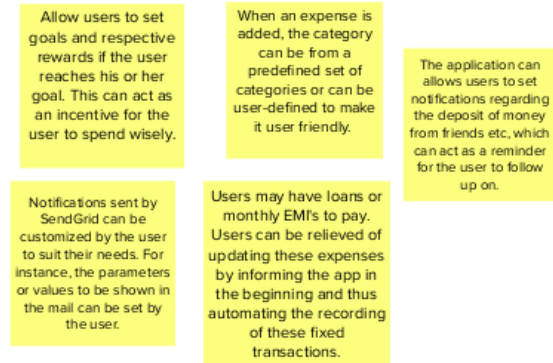 Allow users to set
goals and respective
rewards if the user
reaches his or her
goal. This can act as
an incentive for the
user to spend wisely.
When an expense is
added, the category
can be from a
predefined set of
categories or can be
user-defined to make
it user friendly.
The application can
allows users to set
notifications regarding
the deposit of money
from friends etc, which
can act as a reminder
for the user to follow
up on.
Notifications sent by
SendGrid can be
customized by the user
to suit their needs. For
instance, the parameters
or values to be shown in
the mail can be set by
the user.
Users may have loans or
monthly EMI's to pay.
Users can be relieved of
updating these expenses
by informing the app in
the beginning and thus
automating the recording
of these fixed
transactions.